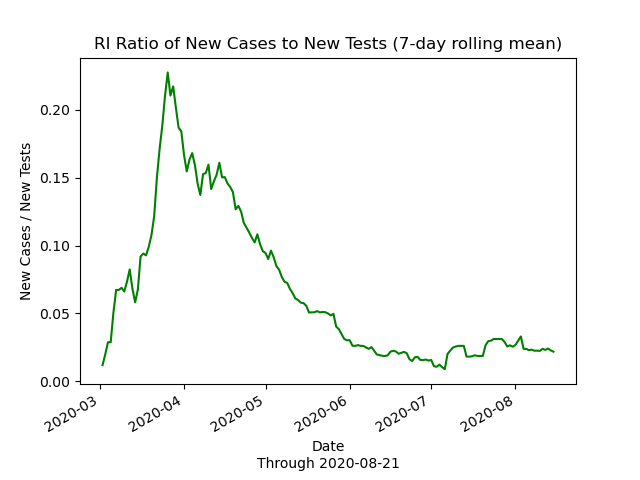 RI Ratio of New Cases to New Tests (7-day rolling mean)
New Cases / New Tests
0.20
0.15
0.10
0.05
0.00
2020-03
2020-04
2020-05
2020-06
2020-07
2020-08
Date
Through 2020-08-21